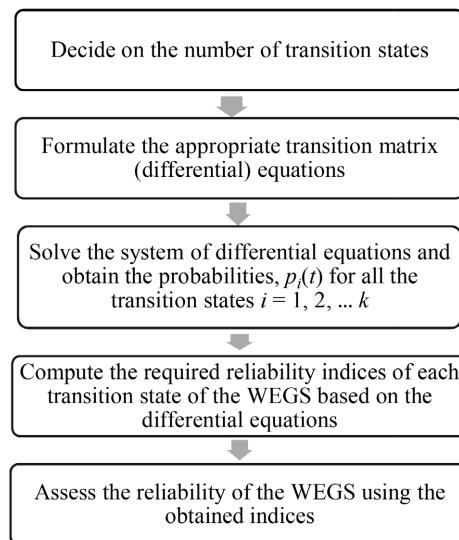 Decide on the number of transition states
Formulate the appropriate transition matrix
(differential) equations
Solve the system of differential equations and
obtain the probabilities, pᵢ(t) for all the
transition states i = 1, 2, ... k
Compute the required reliability indices of each
transition state of the WEGS based on the
differential equations
Assess the reliability of the WEGS using the
obtained indices